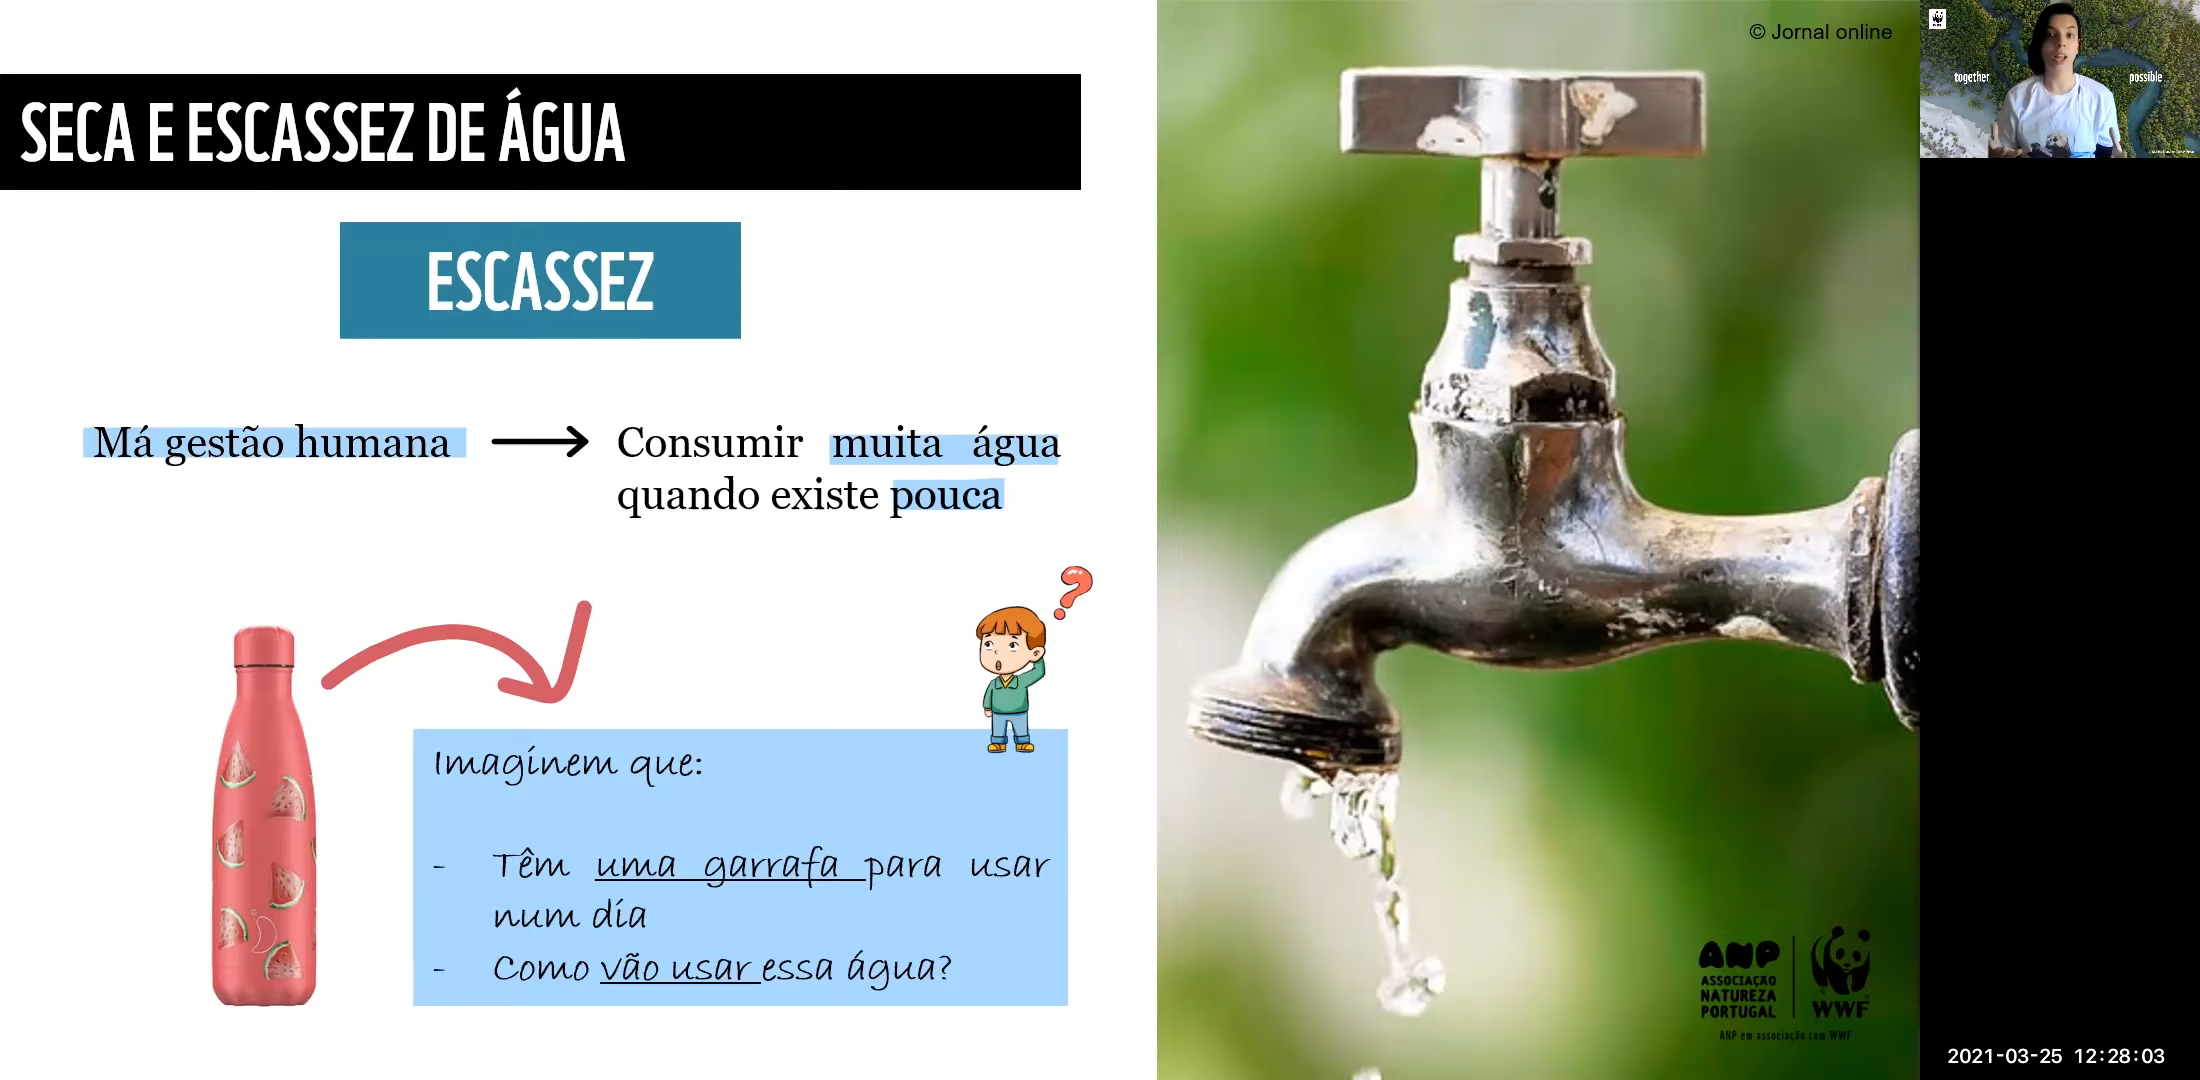 © Jornal online
together possible
SECA E ESCASSEZ DE ÁGUA
ESCASSEZ
Má gestão humana
Consumir muita água
quando existe pouca
Imaginem que:
- Têm uma garrafa para usar
num dia
- Como vão usar essa água?
ANP
ASSOCIAÇÃO
NATUREZA
PORTUGAL
WWF
ANP em associação com WWF
2021-03-25 12:28:03